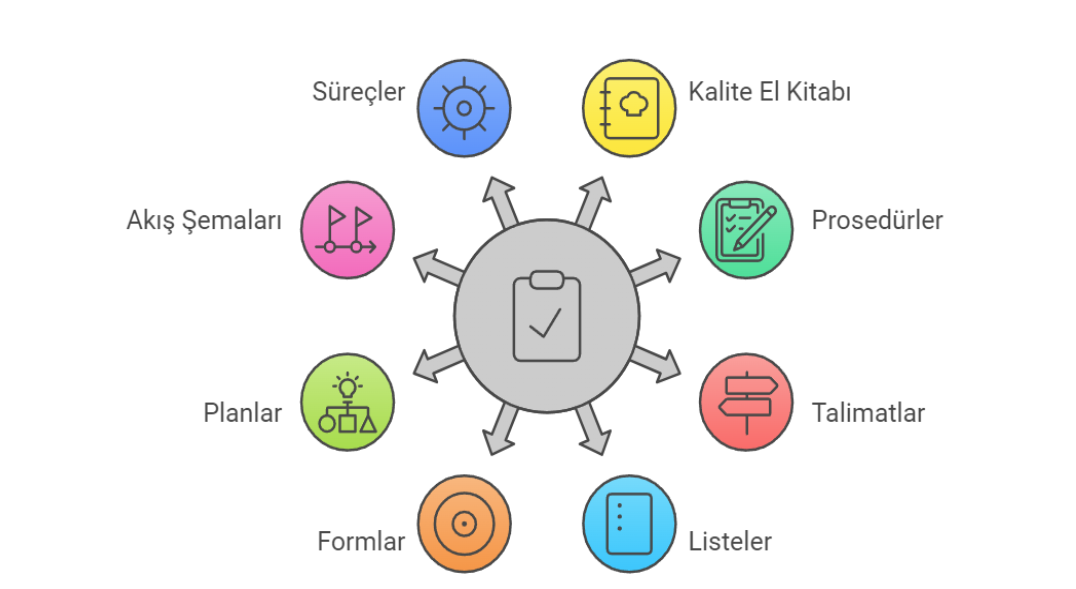 Süreçler
Kalite El Kitabı
Akış Şemaları
Prosedürler
Planlar
Talimatlar
Formlar
Listeler